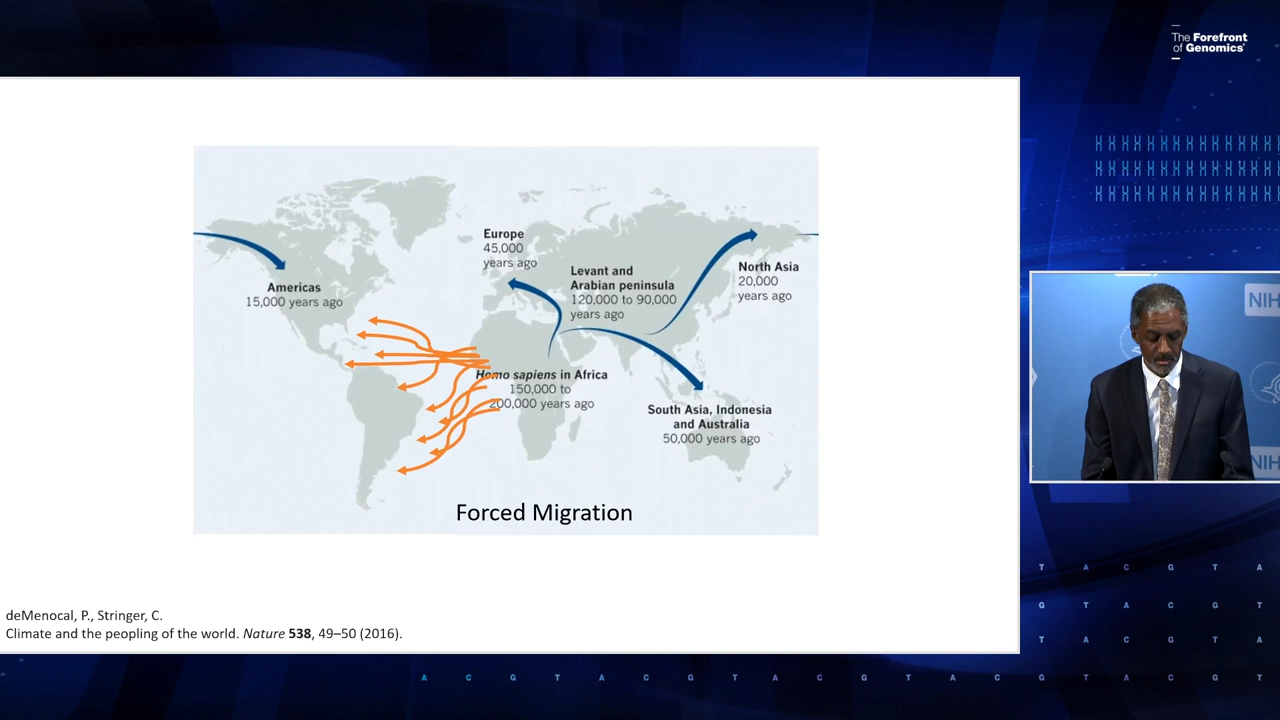 The Forefront
of Genomics®
Europe
45,000
years ago
Levant and
Arabian peninsula
120,000 to 90,000
years ago
North Asia
20,000
years ago
Americas
15,000 years ago
Homo sapiens in Africa
150,000 to
200,000 years ago
South Asia, Indonesia
and Australia
50,000 years ago
Forced Migration
NIH
NIH
deMenocal, P., Stringer, C.
Climate and the peopling of the world. Nature 538, 49–50 (2016).
T A C G T A
G T A C G T
T A C G T A
A C G T A C G T A C G T A C G T A C G T